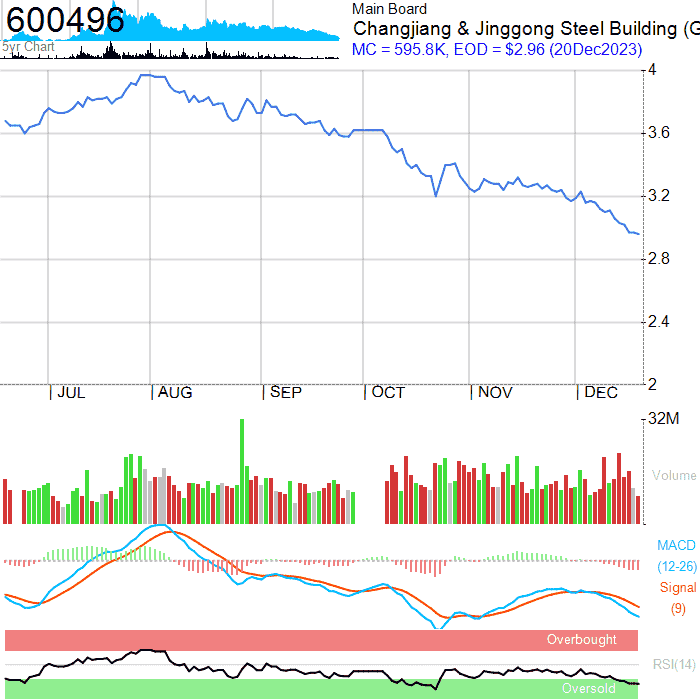 600496
5yr Chart
Main Board
Changjiang & Jinggong Steel Building (G
MC = 595.8K, EOD = $2.96 (20Dec2023)
4
3.6
3.2
2.8
2.4
2
JUL AUG SEP OCT NOV DEC
32M
Volume
MACD
(12-26)
Signal
(9)
Overbought
RSI(14)
Oversold